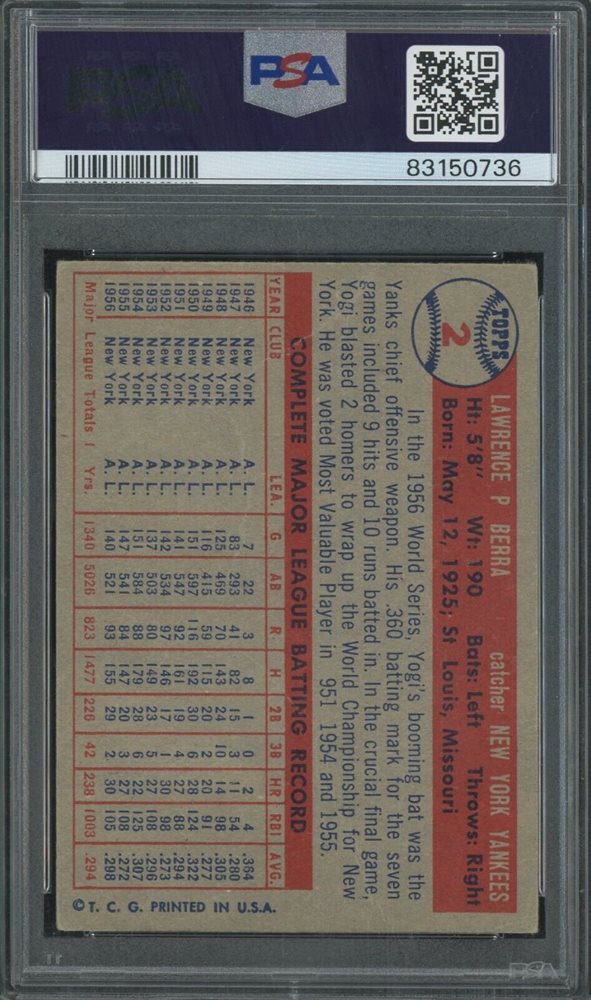 PSA
83150736
TOPPS
2
LAWRENCE P BERRA catcher NEW YORK YANKEES
Ht: 5'8" Wt: 190 Bats: Left Throws: Right
Born: May 12, 1925; St Louis, Missouri
In the 1956 World Series, Yogi's booming bat was the
Yanks chief offensive weapon. His .360 batting mark for the seven
games included 9 hits and 10 runs batted in. In the crucial final game,
Yogi blasted 2 homers to wrap up the World Championship for New
York. He was voted Most Valuable Player in 951 1954 and 1955.
COMPLETE MAJOR LEAGUE BATTING RECORD
YEAR CLUB LEA. G AB R H 2B 3B HR RBI AVG.
1946 New York A. L. 7 22 3 8 1 0 2 4 .364
1947 New York A. L. 83 293 41 82 15 3 11 54 .280
1948 New York A. L. 125 469 70 143 24 10 14 98 .305
1949 New York A. L. 116 415 59 115 20 2 20 91 .277
1950 New York A. L. 151 597 116 192 30 6 28 124 .322
1951 New York A. L. 141 547 92 161 19 4 27 88 .294
1952 New York A. L. 142 534 97 146 17 1 30 98 .273
1953 New York A. L. 137 503 80 149 23 5 27 108 .296
1954 New York A. L. 151 584 88 179 28 6 22 125 .307
1955 New York A. L. 147 541 84 147 20 3 27 108 .272
1956 New York A. L. 140 521 93 155 29 2 30 105 .298
Major League Totals 1 Yrs. 1340 5026 823 1477 226 42 238 1003 .294
©T. C. G. PRINTED IN U.S.A.
PSA